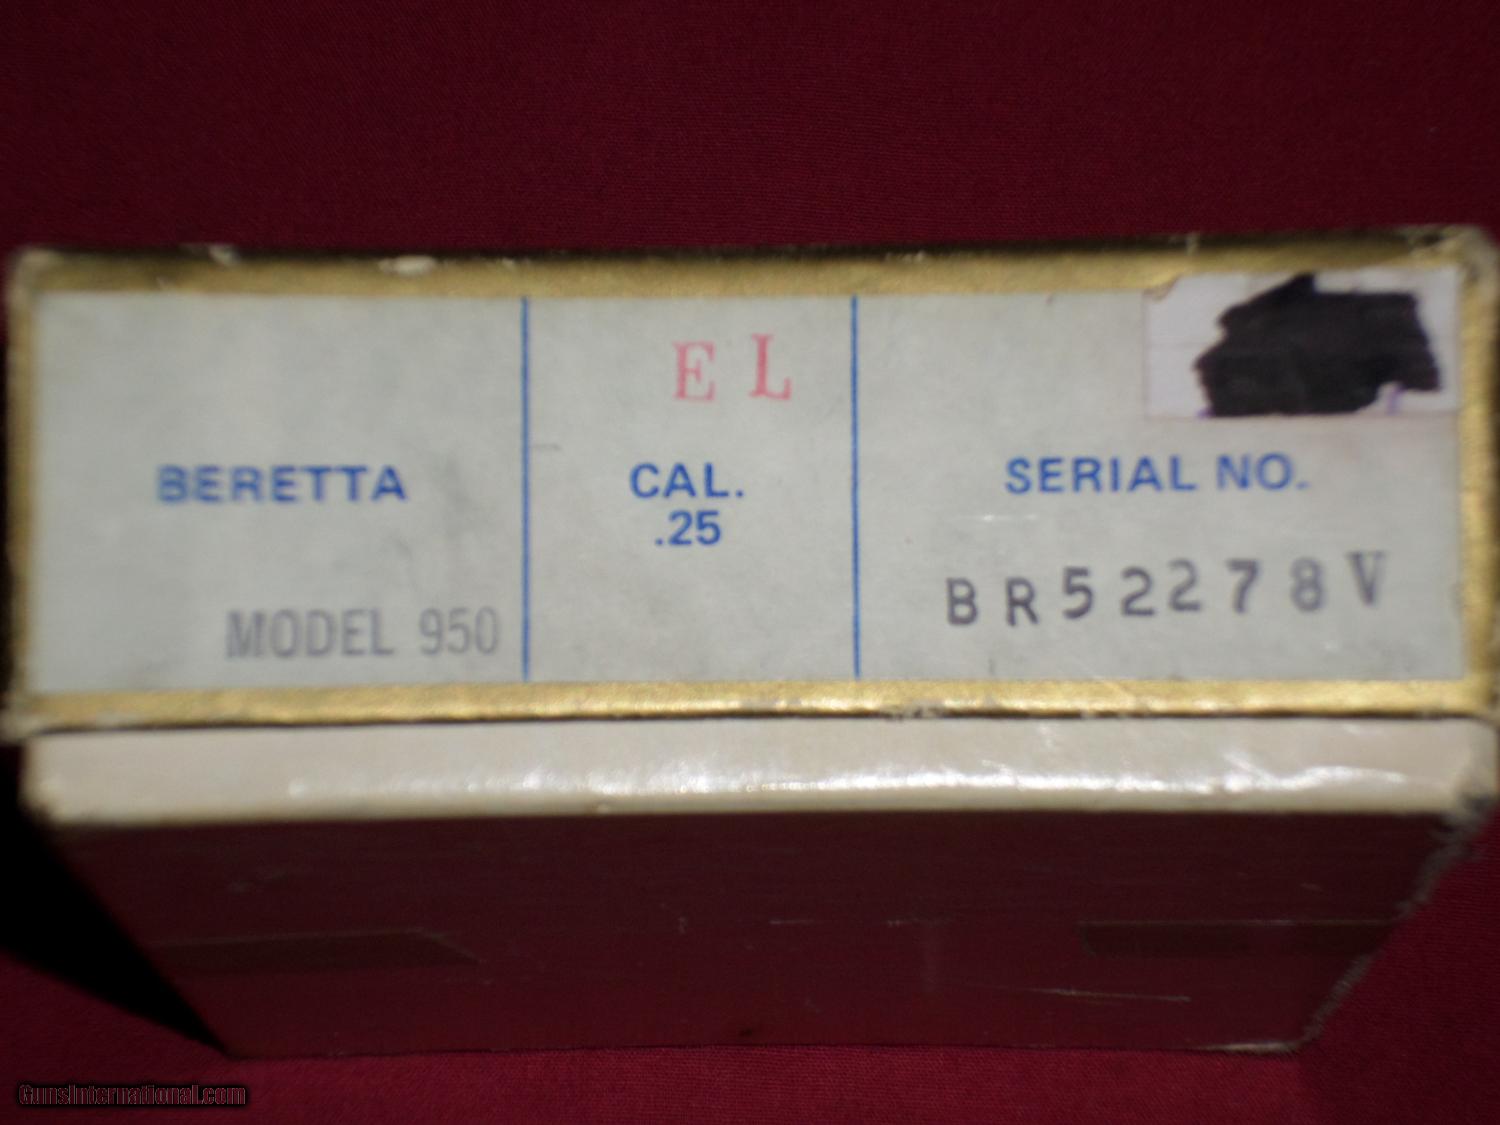 BERETTA
MODEL 950
E L
CAL.
.25
SERIAL NO.
BR52278V
GunsInternational.com